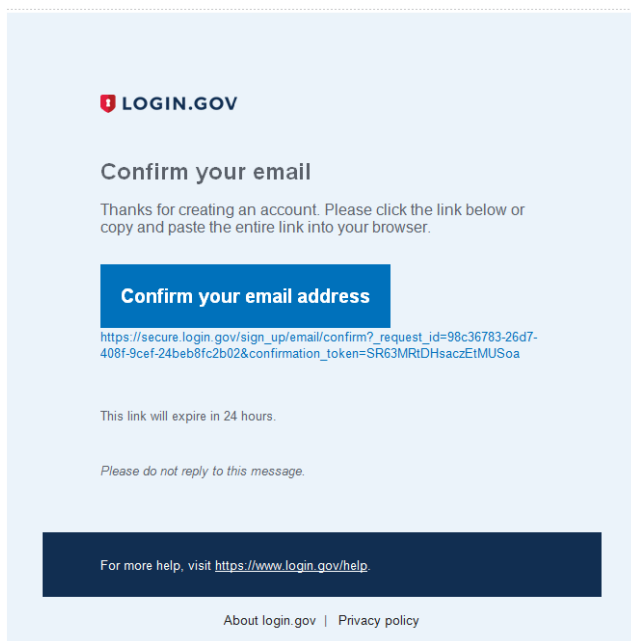 LOGIN.GOV
Confirm your email
Thanks for creating an account. Please click the link below or
copy and paste the entire link into your browser.
Confirm your email address
https://secure.login.gov/sign_up/email/confirm?_request_id=98c36783-26d7-
408f-9cef-24beb8fc2b02&confirmation_token=SR63MRtDHsaczEtMUSoa
This link will expire in 24 hours.
Please do not reply to this message.
For more help, visit https://www.login.gov/help.
About login.gov | Privacy policy